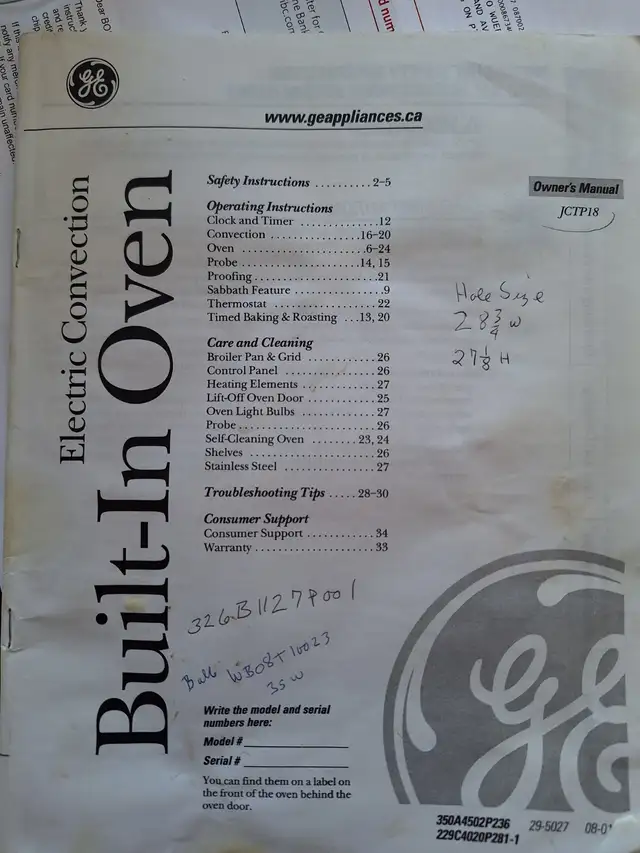 www.geappliances.ca
Electric Convection
Built-In Oven
Safety Instructions . . . . . . . . . . 2–5
Operating Instructions
Clock and Timer . . . . . . . . . . . . . 12
Convection . . . . . . . . . . . . . . . 16–20
Oven . . . . . . . . . . . . . . . . . . . . 6–24
Probe . . . . . . . . . . . . . . . . . . . 14, 15
Proofing . . . . . . . . . . . . . . . . . . . . 21
Sabbath Feature . . . . . . . . . . . . . . 9
Thermostat . . . . . . . . . . . . . . . . . 22
Timed Baking & Roasting . . .13, 20
Care and Cleaning
Broiler Pan & Grid . . . . . . . . . . . 26
Control Panel . . . . . . . . . . . . . . . 26
Heating Elements . . . . . . . . . . . . 27
Lift-Off Oven Door . . . . . . . . . . . 25
Oven Light Bulbs . . . . . . . . . . . . 27
Probe . . . . . . . . . . . . . . . . . . . . . . 26
Self-Cleaning Oven . . . . . . . . 23, 24
Shelves . . . . . . . . . . . . . . . . . . . . 26
Stainless Steel . . . . . . . . . . . . . . . 27
Troubleshooting Tips . . . . . 28–30
Consumer Support
Consumer Support . . . . . . . . . . . 34
Warranty . . . . . . . . . . . . . . . . . . . 33
Owner's Manual
JCTP18
Hole Size
28 3/4 W
27 1/8 H
326B1127P001
Bulb WB08T10023
35 W
Write the model and serial
numbers here:
Model #
Serial #
You can find them on a label on
the front of the oven behind the
oven door.
GE
350A4502P236
229C4020P281-1
29-5027